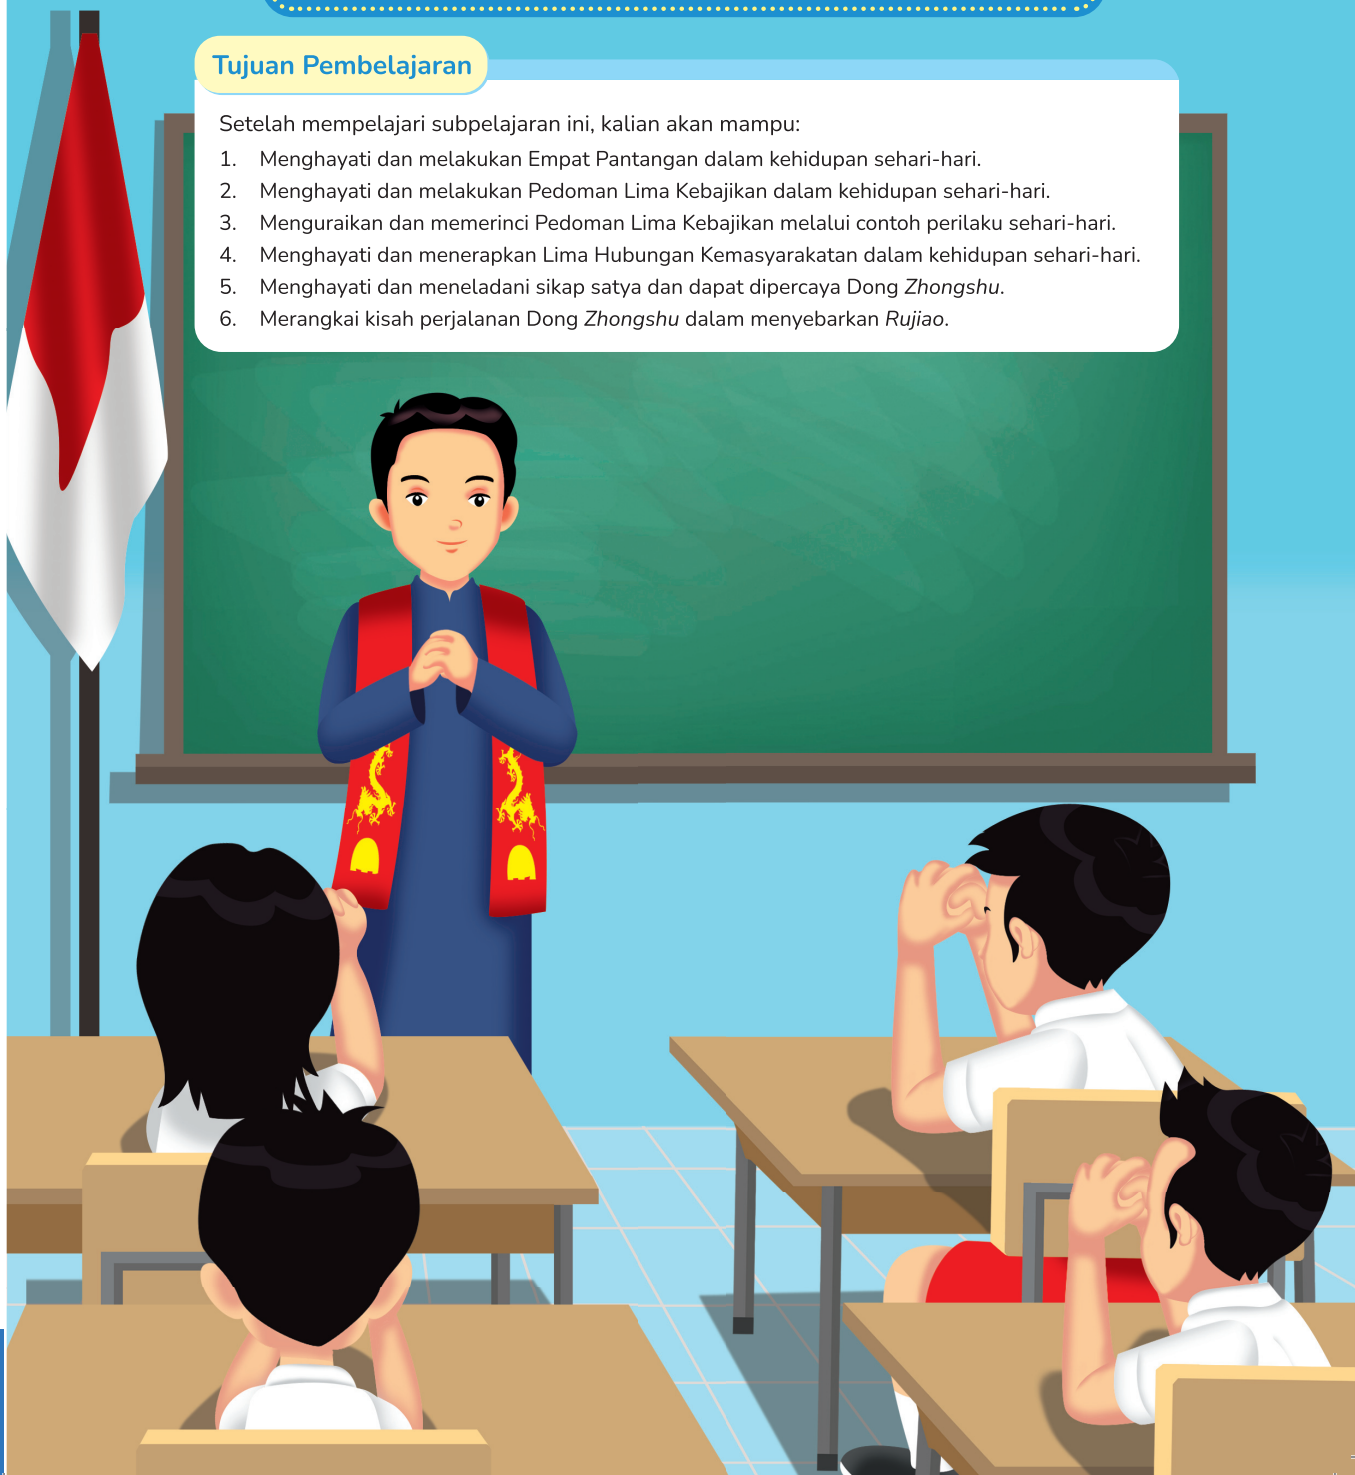 Tujuan Pembelajaran
Setelah mempelajari subpelajaran ini, kalian akan mampu:
1. Menghayati dan melakukan Empat Pantangan dalam kehidupan sehari-hari.
2. Menghayati dan melakukan Pedoman Lima Kebajikan dalam kehidupan sehari-hari.
3. Menguraikan dan memerinci Pedoman Lima Kebajikan melalui contoh perilaku sehari-hari.
4. Menghayati dan menerapkan Lima Hubungan Kemasyarakatan dalam kehidupan sehari-hari.
5. Menghayati dan meneladani sikap satya dan dapat dipercaya Dong Zhongshu.
6. Merangkai kisah perjalanan Dong Zhongshu dalam menyebarkan Rujiao.